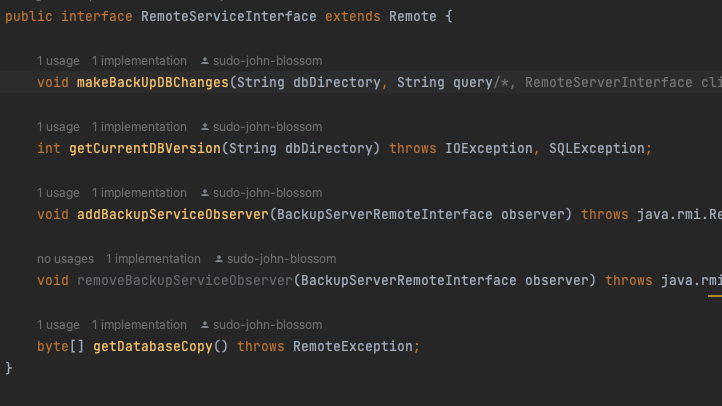 public interface RemoteServiceInterface extends Remote {
1 usage 1 implementation sudo-john-blossom
void makeBackUpDBChanges(String dbDirectory, String query/*, RemoteServerInterface cli
1 usage 1 implementation sudo-john-blossom
int getCurrentDBVersion(String dbDirectory) throws IOException, SQLException;
1 usage 1 implementation sudo-john-blossom
void addBackupServiceObserver(BackupServerRemoteInterface observer) throws java.rmi.Re
no usages 1 implementation sudo-john-blossom
void removeBackupServiceObserver(BackupServerRemoteInterface observer) throws java.rmi
1 usage 1 implementation sudo-john-blossom
byte[] getDatabaseCopy() throws RemoteException;
}